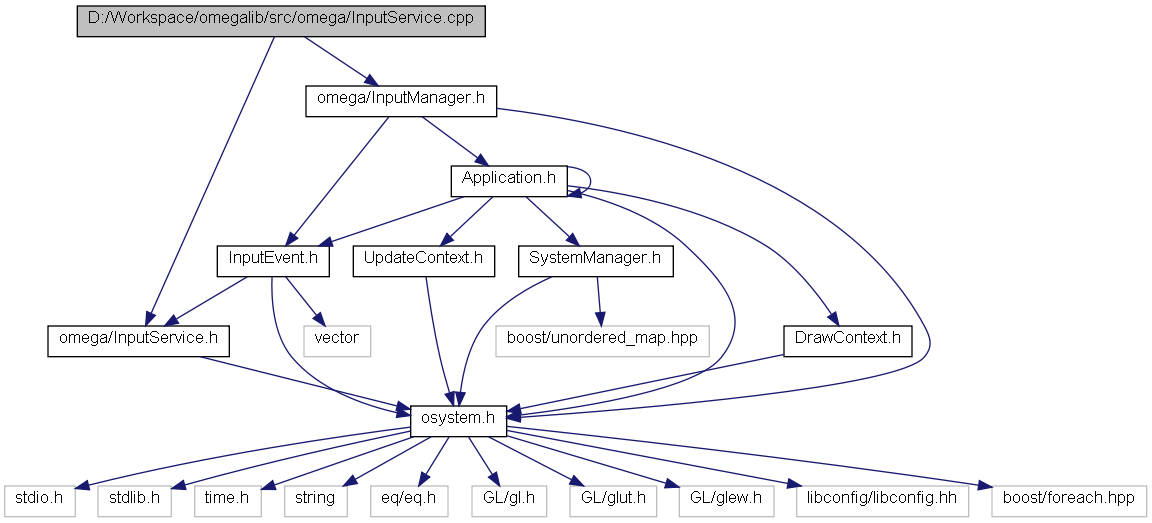 D:/Workspace/omegalib/src/omega/InputService.cpp
omega/InputManager.h
Application.h
InputEvent.h
UpdateContext.h
SystemManager.h
omega/InputService.h
vector
boost/unordered_map.hpp
DrawContext.h
osystem.h
stdio.h
stdlib.h
time.h
string
eq/eq.h
GL/gl.h
GL/glut.h
GL/glew.h
libconfig/libconfig.hh
boost/foreach.hpp